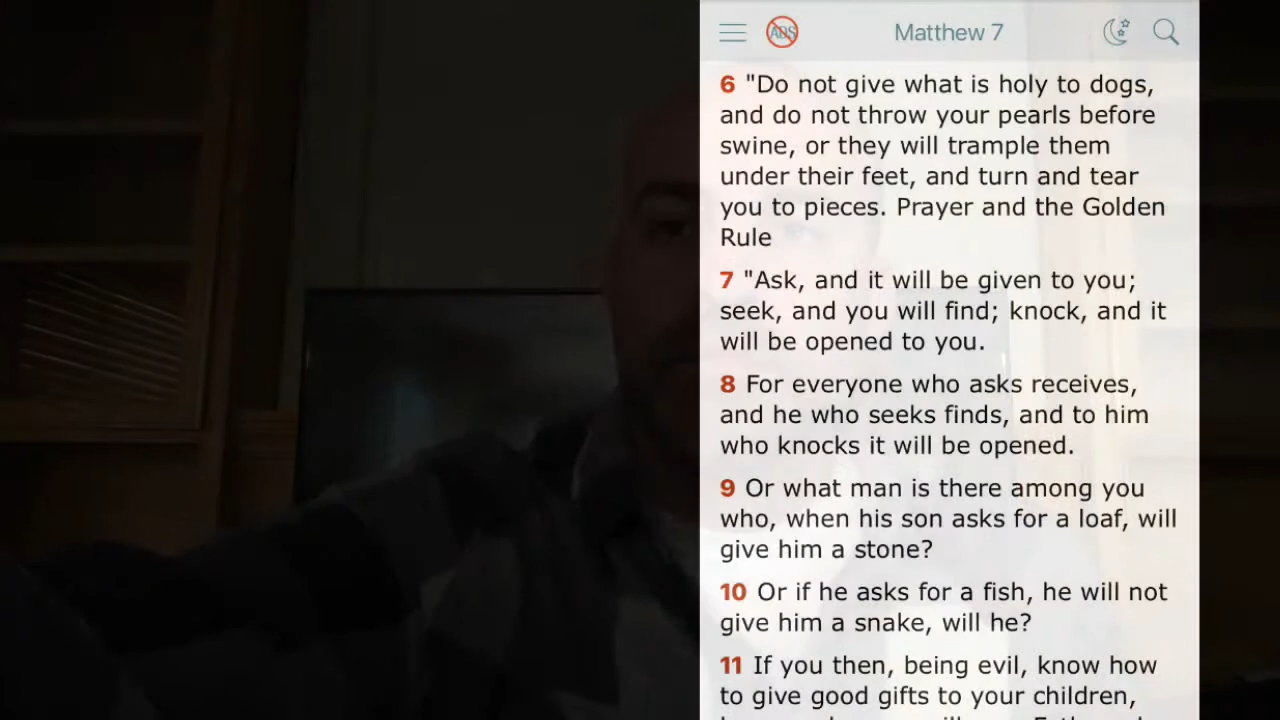 ADS
Matthew 7
6 "Do not give what is holy to dogs,
and do not throw your pearls before
swine, or they will trample them
under their feet, and turn and tear
you to pieces. Prayer and the Golden
Rule
7 "Ask, and it will be given to you;
seek, and you will find; knock, and it
will be opened to you.
8 For everyone who asks receives,
and he who seeks finds, and to him
who knocks it will be opened.
9 Or what man is there among you
who, when his son asks for a loaf, will
give him a stone?
10 Or if he asks for a fish, he will not
give him a snake, will he?
11 If you then, being evil, know how
to give good gifts to your children,